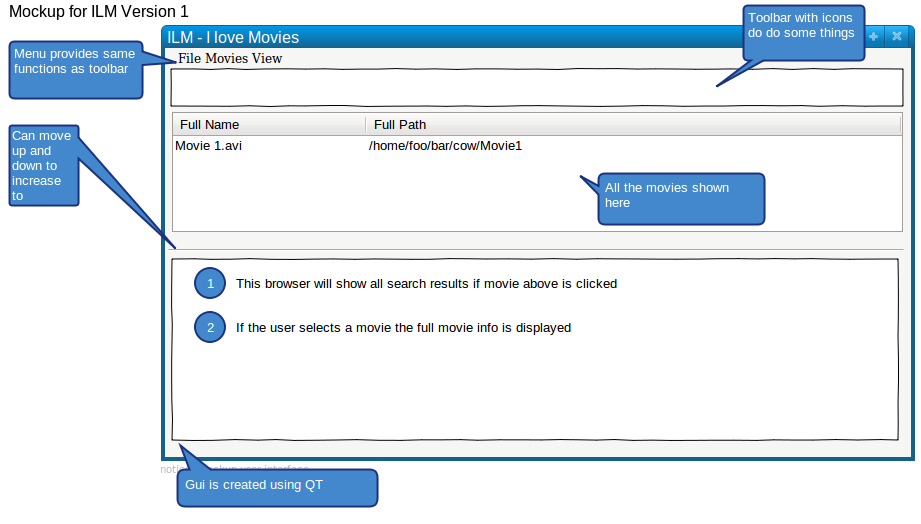 Mockup for ILM Version 1
Toolbar with icons
do do some things
ILM - I love Movies
Menu provides same
functions as toolbar
File Movies View
Full Name Full Path
Movie 1.avi /home/foo/bar/cow/Movie1
Can move
up and
down to
increase
to
All the movies shown
here
1 This browser will show all search results if movie above is clicked
2 If the user selects a movie the full movie info is displayed
user interface
Gui is created using QT